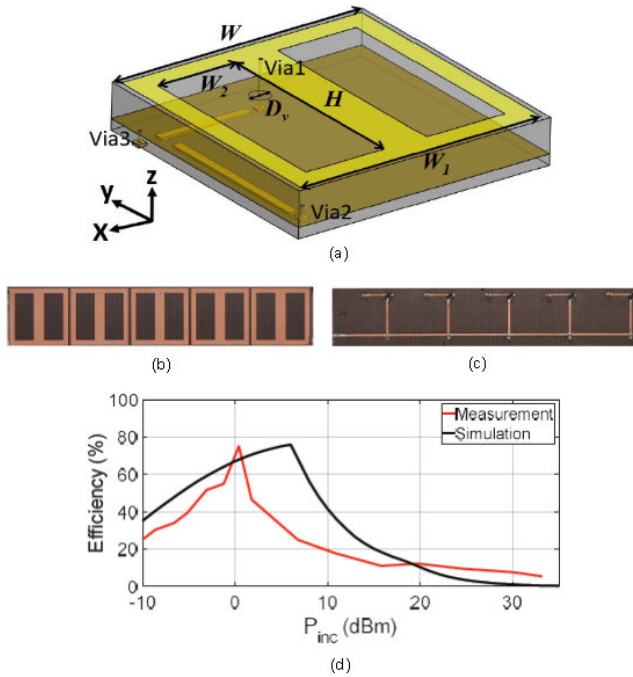 W
Via1
W2
H
Dv
Via3
W1
z
y
x
Via2
(a)
(b) (c)
100
80
60
40
20
0
Efficiency (%)
Measurement
Simulation
-10 0 10 20 30
Pinc (dBm)
(d)